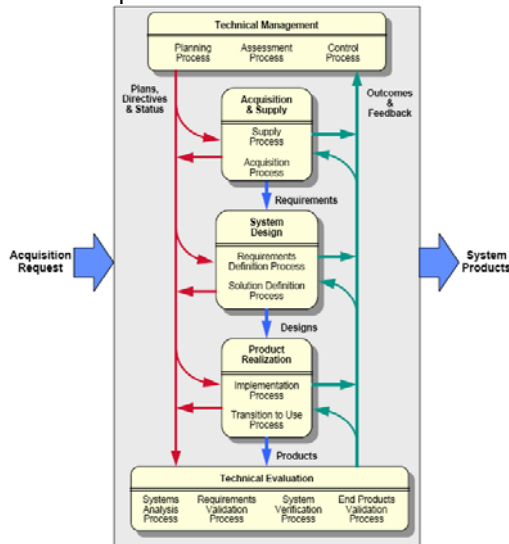 Technical Management
Planning Process
Assessment Process
Control Process
Plans,
Directives
& Status
Outcomes
&
Feedback
Acquisition
& Supply
Supply
Process
Acquisition
Process
Requirements
System
Design
Requirements
Definition Process
Solution Definition
Process
Acquisition
Request
System
Products
Designs
Product
Realization
Implementation
Process
Transition to Use
Process
Products
Technical Evaluation
Systems
Analysis
Process
Requirements
Validation
Process
System
Verification
Process
End Products
Validation
Process